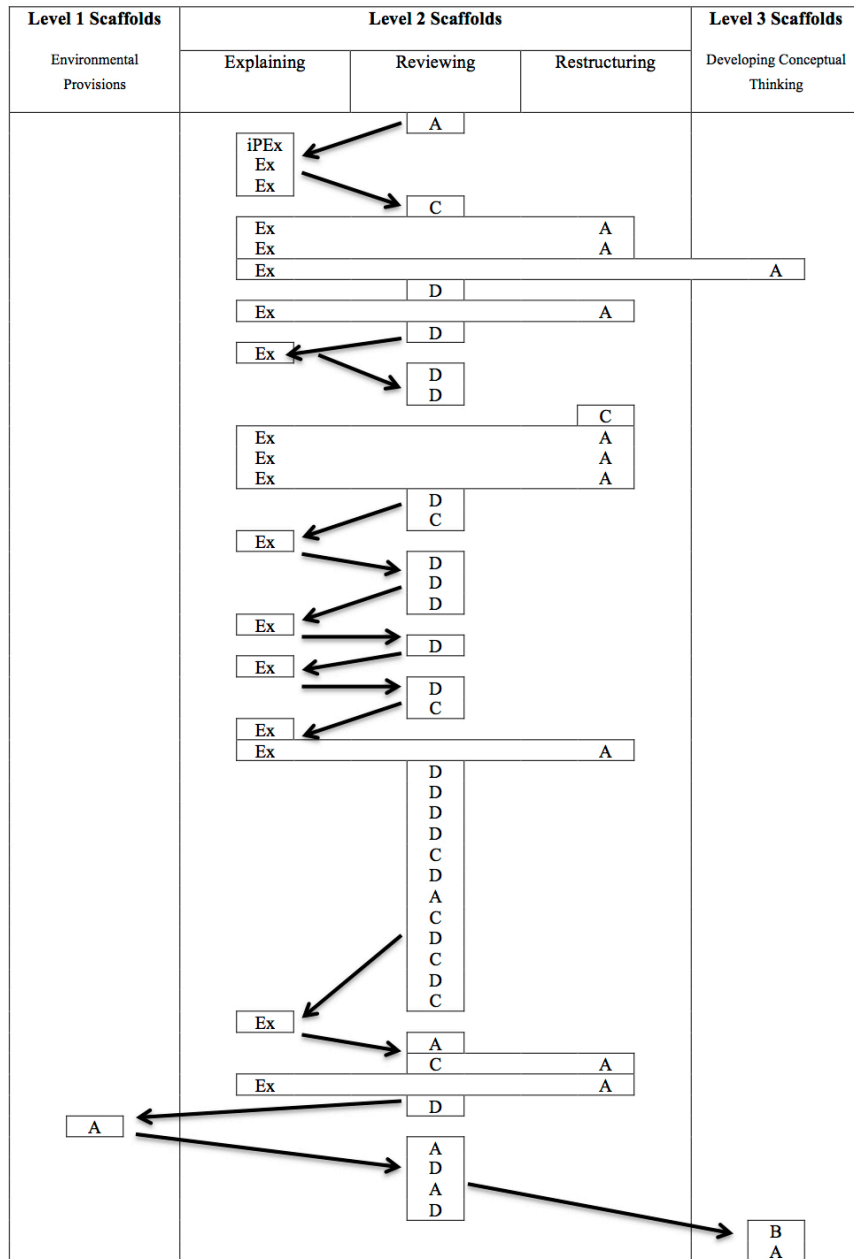 Level 1 Scaffolds Level 2 Scaffolds Level 3 Scaffolds
Environmental Provisions Explaining Reviewing Restructuring Developing Conceptual Thinking
A
iPEx
Ex
Ex
C
Ex A
Ex A
Ex A
D
Ex A
D
Ex
D
D
C
Ex A
Ex A
Ex A
D
C
Ex
D
D
D
Ex
D
Ex
D
C
Ex
Ex A
D
D
D
D
C
D
A
C
D
C
D
C
Ex
A
C A
Ex A
D
A
A
D
A
D
B
A